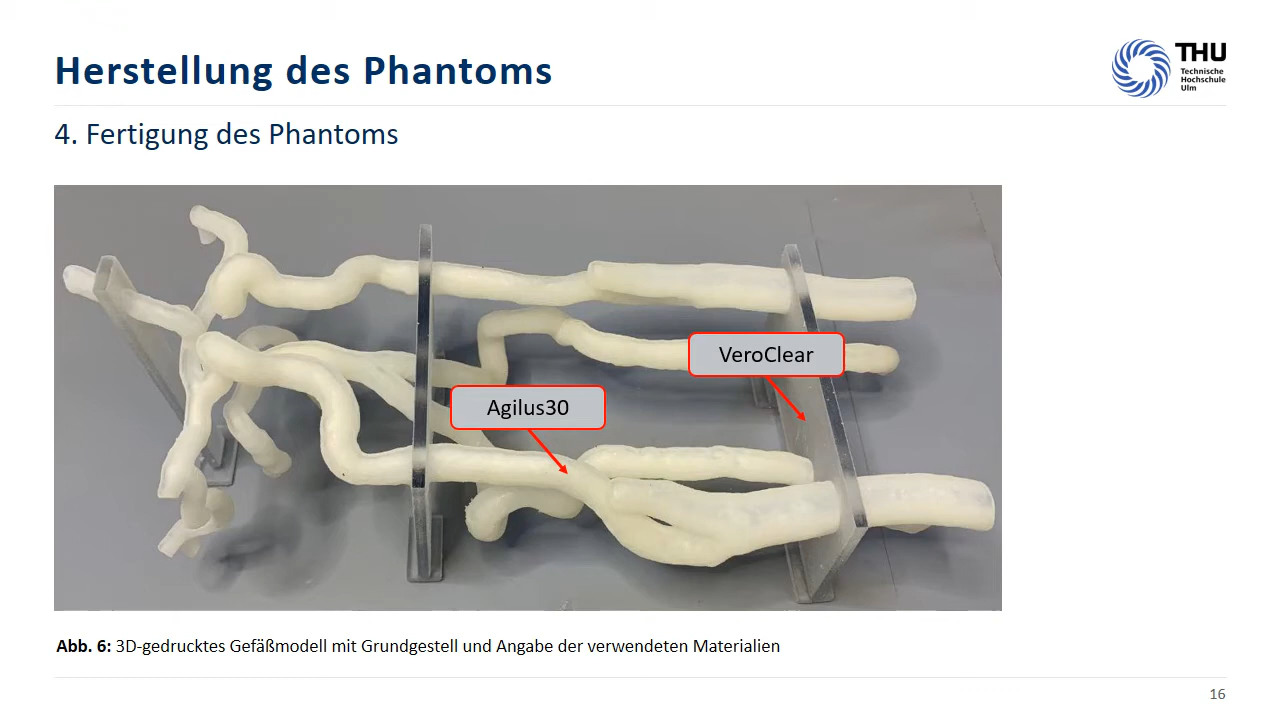 Herstellung des Phantoms
THU
Technische
Hochschule
Ulm
4. Fertigung des Phantoms
VeroClear
Agilus30
Abb. 6: 3D-gedrucktes Gefäßmodell mit Grundgestell und Angabe der verwendeten Materialien
16